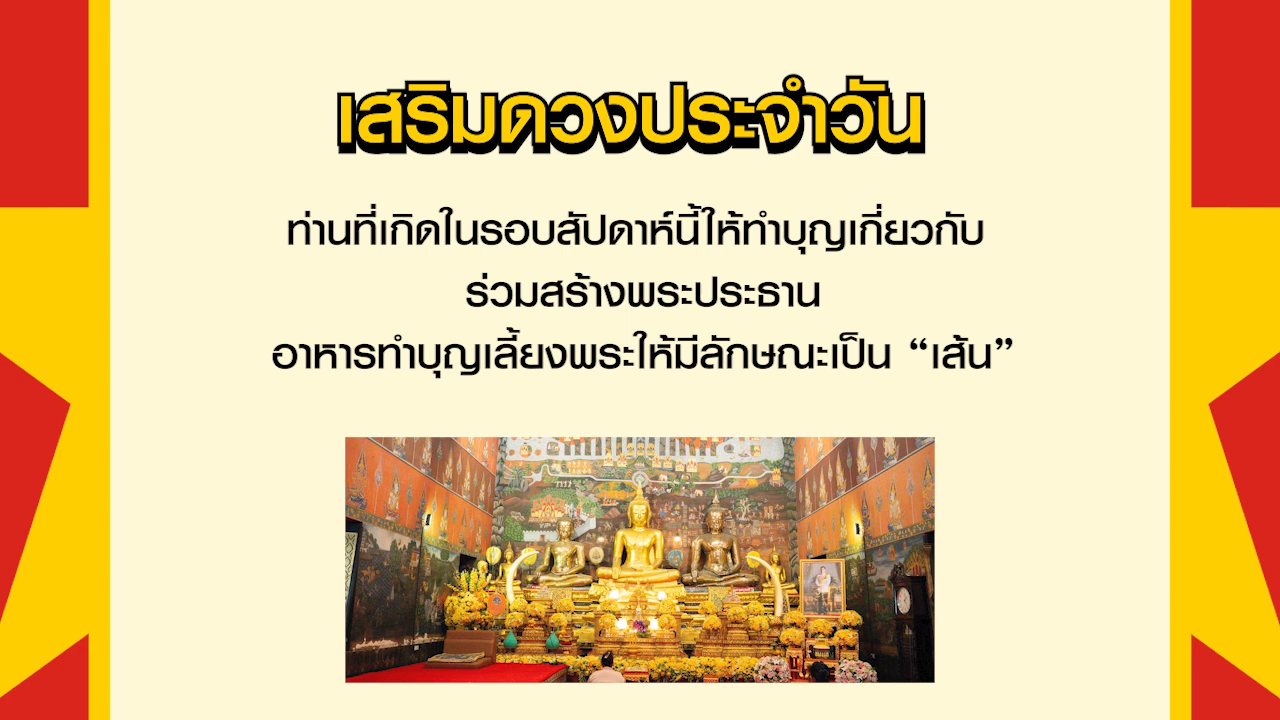 เสริมดวงประจำวัน
ท่านที่เกิดในรอบสัปดาห์นี้ให้ทำบุญเกี่ยวกับ
ร่วมสร้างพระประธาน
อาหารทำบุญเลี้ยงพระให้มีลักษณะเป็น “เส้น”